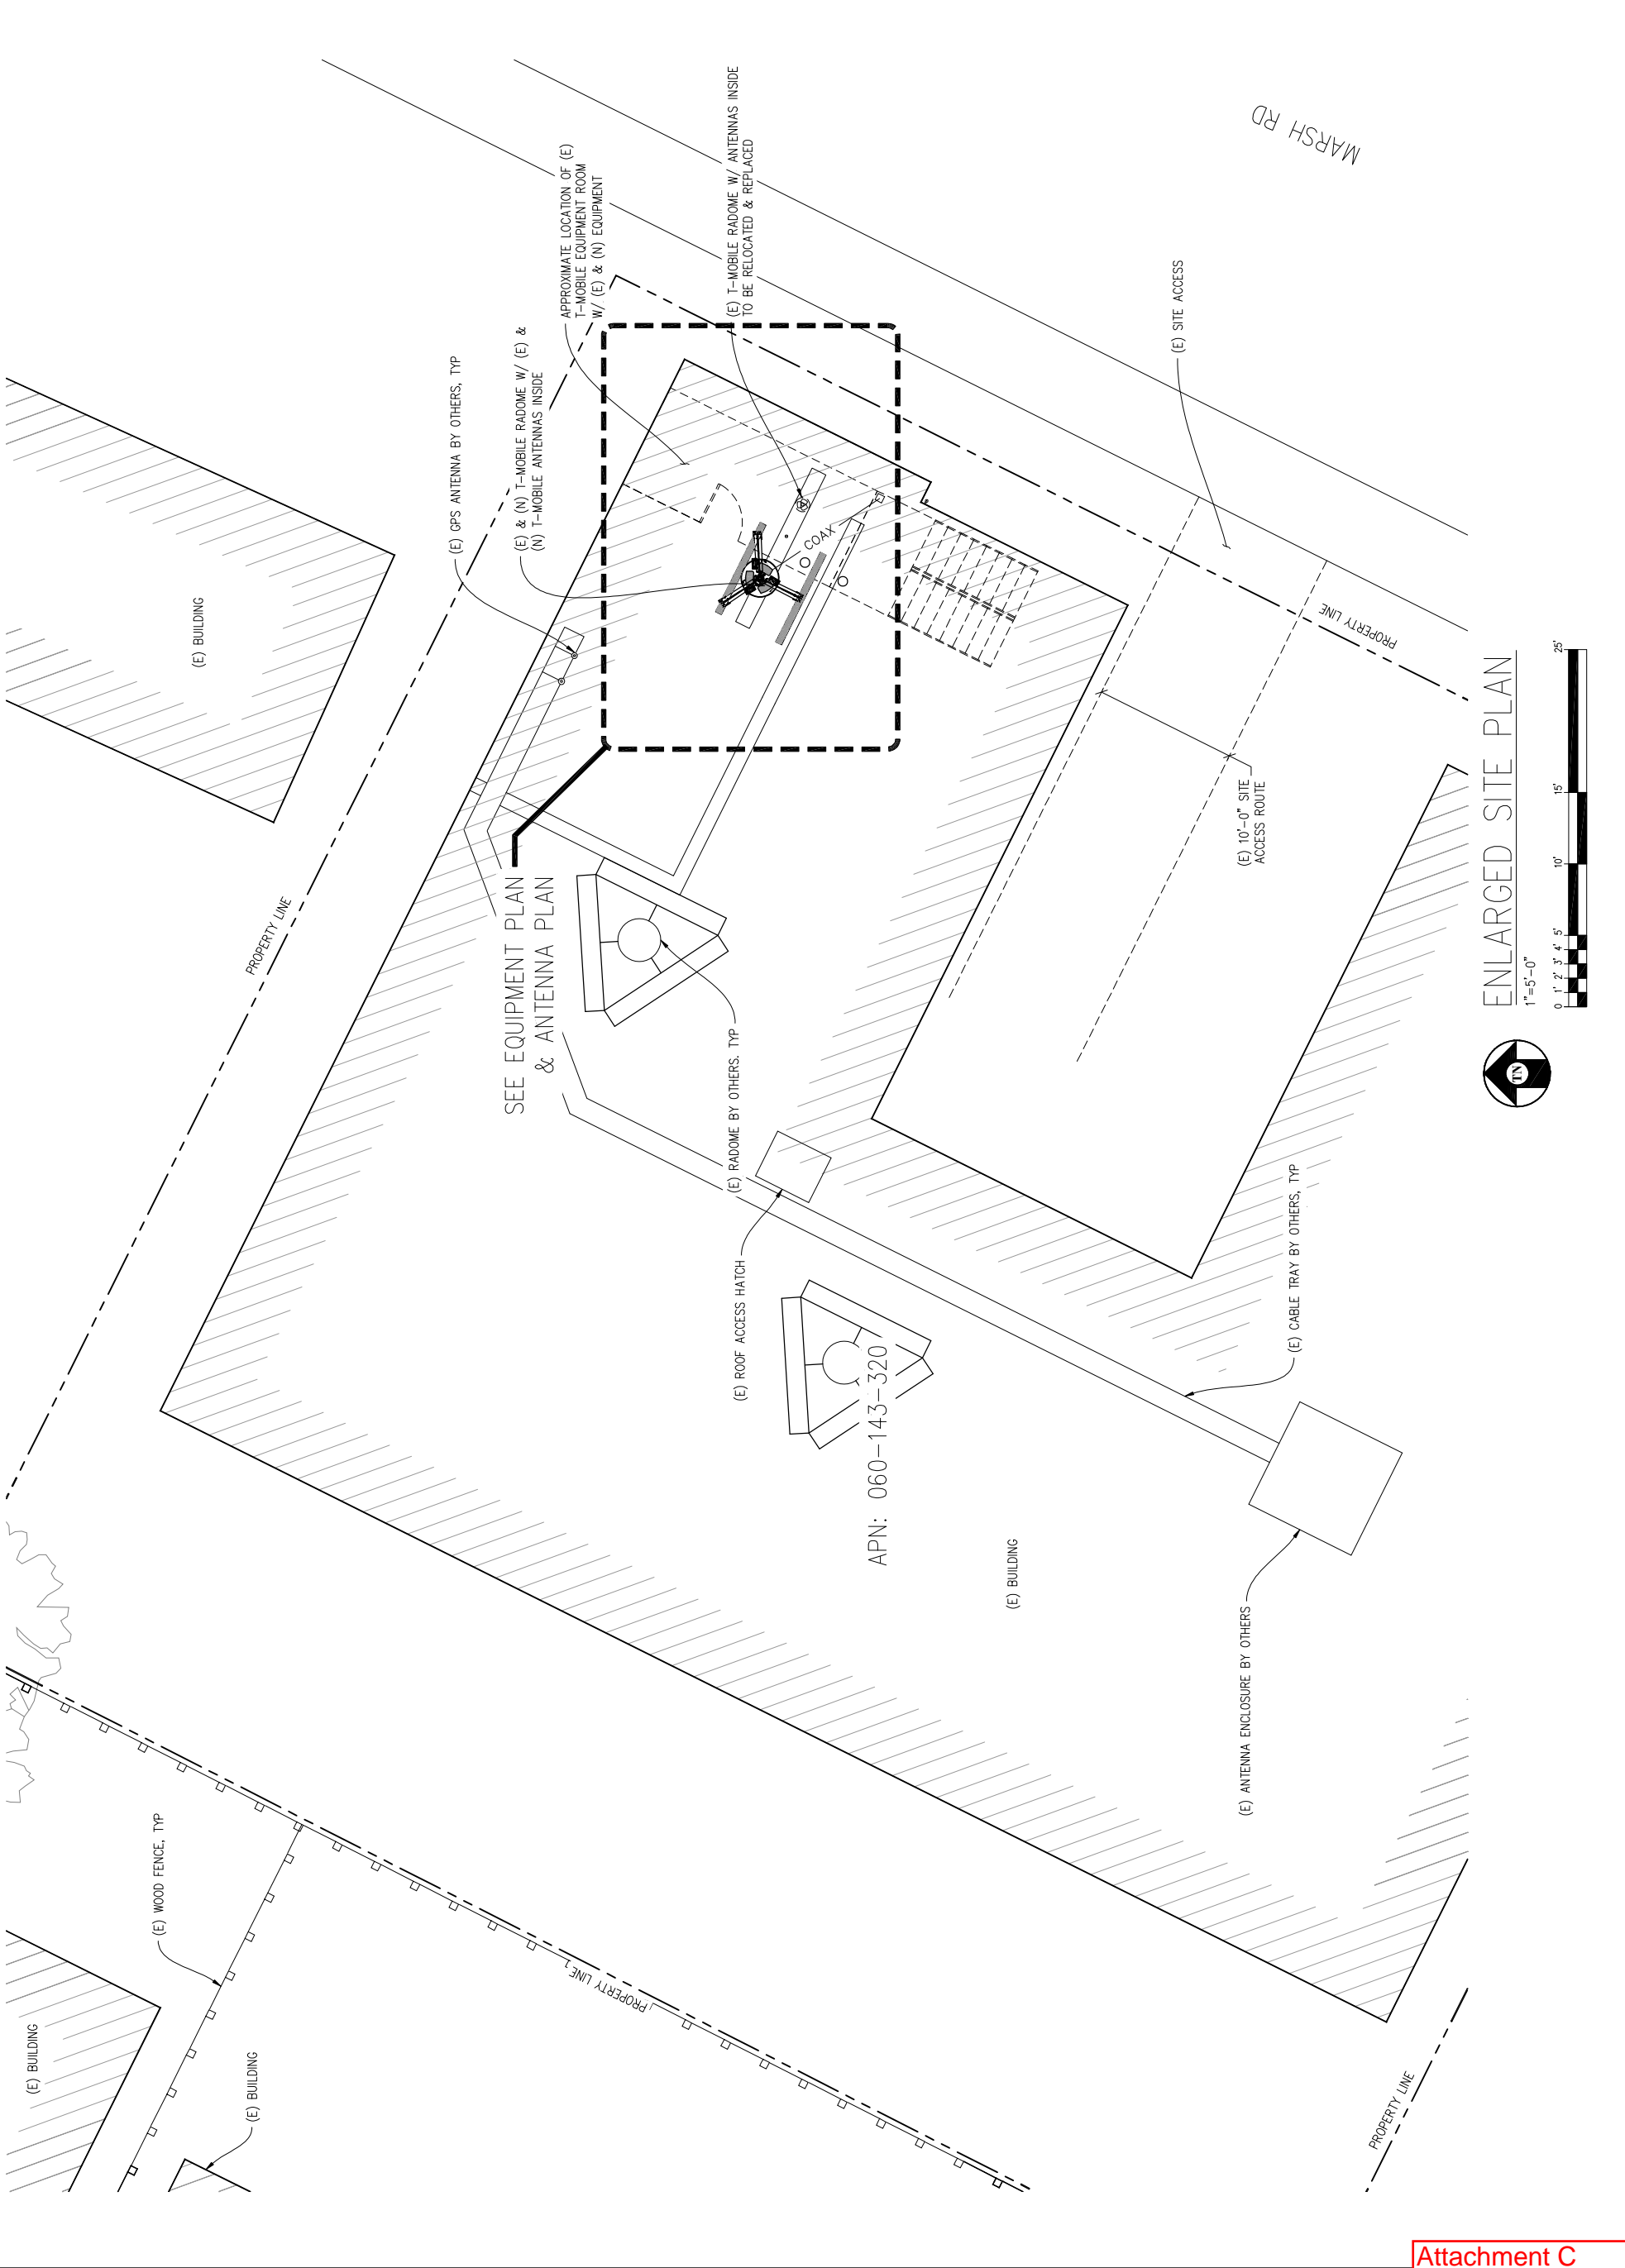 MARSH RD
(E) T-MOBILE RADOME W/ ANTENNAS INSIDE
TO BE RELOCATED & REPLACED
APPROXIMATE LOCATION OF (E)
T-MOBILE EQUIPMENT ROOM
W/ (E) & (N) EQUIPMENT
(E) & (N) T-MOBILE RADOME W/ (E) &
(N) T-MOBILE ANTENNAS INSIDE
(E) GPS ANTENNA BY OTHERS, TYP
(E) SITE ACCESS
COAX
(E) BUILDING
PROPERTY LINE
(E) 10'-0" SITE
ACCESS ROUTE
PROPERTY LINE
SEE EQUIPMENT PLAN
& ANTENNA PLAN
(E) RADOME BY OTHERS. TYP
(E) ROOF ACCESS HATCH
(E) CABLE TRAY BY OTHERS, TYP
APN: 060-143-320
(E) BUILDING
(E) ANTENNA ENCLOSURE BY OTHERS
(E) WOOD FENCE, TYP
PROPERTY LINE
(E) BUILDING
(E) BUILDING
PROPERTY LINE
ENLARGED SITE PLAN
1"=5'-0"
0 1' 2' 3' 4' 5' 10' 15' 25'
TN
Attachment C